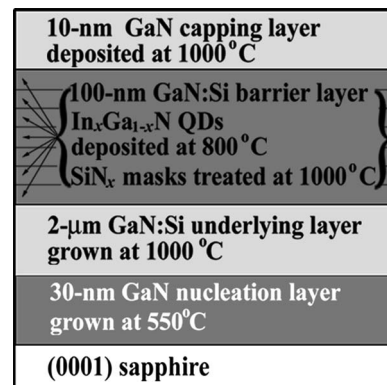 10-nm GaN capping layer
deposited at 1000°C
100-nm GaN:Si barrier layer
InₓGa₁₋ₓN QDs
deposited at 800°C
SiNₓ masks treated at 1000°C
2-μm GaN:Si underlying layer
grown at 1000 °C
30-nm GaN nucleation layer
grown at 550°C
(0001) sapphire